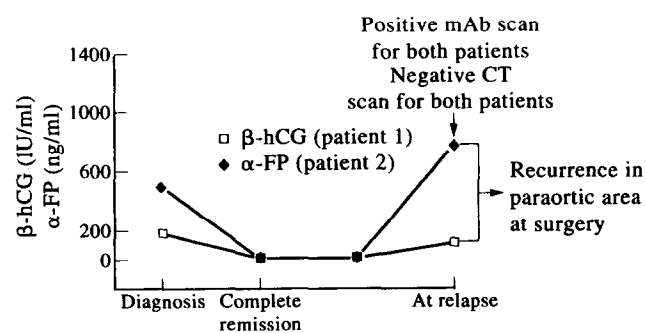 Positive mAb scan
for both patients
Negative CT
scan for both patients
1400
1000
600
200
0
β-hCG (IU/ml)
α-FP (ng/ml)
β-hCG (patient 1)
α-FP (patient 2)
Recurrence in
paraortic area
at surgery
Diagnosis
Complete
remission
At relapse